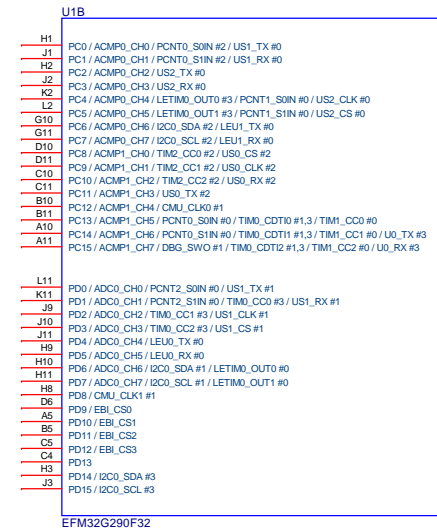 U1B
H1 PC0 / ACMP0_CH0 / PCNT0_S0IN #2 / US1_TX #0
J1 PC1 / ACMP0_CH1 / PCNT0_S1IN #2 / US1_RX #0
H2 PC2 / ACMP0_CH2 / US2_TX #0
J2 PC3 / ACMP0_CH3 / US2_RX #0
K2 PC4 / ACMP0_CH4 / LETIM0_OUT0 #3 / PCNT1_S0IN #0 / US2_CLK #0
L2 PC5 / ACMP0_CH5 / LETIM0_OUT1 #3 / PCNT1_S1IN #0 / US2_CS #0
G10 PC6 / ACMP0_CH6 / I2C0_SDA #2 / LEU1_TX #0
G11 PC7 / ACMP0_CH7 / I2C0_SCL #2 / LEU1_RX #0
D10 PC8 / ACMP1_CH0 / TIM2_CC0 #2 / US0_CS #2
D11 PC9 / ACMP1_CH1 / TIM2_CC1 #2 / US0_CLK #2
C10 PC10 / ACMP1_CH2 / TIM2_CC2 #2 / US0_RX #2
C11 PC11 / ACMP1_CH3 / US0_TX #2
B10 PC12 / ACMP1_CH4 / CMU_CLK0 #1
B11 PC13 / ACMP1_CH5 / PCNT0_S0IN #0 / TIM0_CDTI0 #1,3 / TIM1_CC0 #0
A10 PC14 / ACMP1_CH6 / PCNT0_S1IN #0 / TIM0_CDTI1 #1,3 / TIM1_CC1 #0 / U0_TX #3
A11 PC15 / ACMP1_CH7 / DBG_SWO #1 / TIM0_CDTI2 #1,3 / TIM1_CC2 #0 / U0_RX #3
L11 PD0 / ADC0_CH0 / PCNT2_S0IN #0 / US1_TX #1
K11 PD1 / ADC0_CH1 / PCNT2_S1IN #0 / TIM0_CC0 #3 / US1_RX #1
J9 PD2 / ADC0_CH2 / TIM0_CC1 #3 / US1_CLK #1
J10 PD3 / ADC0_CH3 / TIM0_CC2 #3 / US1_CS #1
J11 PD4 / ADC0_CH4 / LEU0_TX #0
H9 PD5 / ADC0_CH5 / LEU0_RX #0
H10 PD6 / ADC0_CH6 / I2C0_SDA #1 / LETIM0_OUT0 #0
H11 PD7 / ADC0_CH7 / I2C0_SCL #1 / LETIM0_OUT1 #0
H8 PD8 / CMU_CLK1 #1
D6 PD9 / EBI_CS0
A5 PD10 / EBI_CS1
B5 PD11 / EBI_CS2
C5 PD12 / EBI_CS3
C4 PD13
H3 PD14 / I2C0_SDA #3
J3 PD15 / I2C0_SCL #3
EFM32G290F32